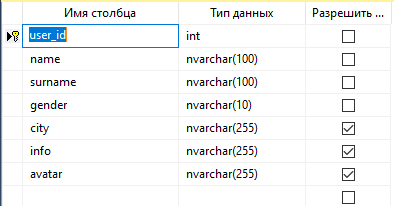 Имя столбца Тип данных Разрешить ...
user_id int
name nvarchar(100)
surname nvarchar(100)
gender nvarchar(10)
city nvarchar(255)
info nvarchar(255)
avatar nvarchar(255)